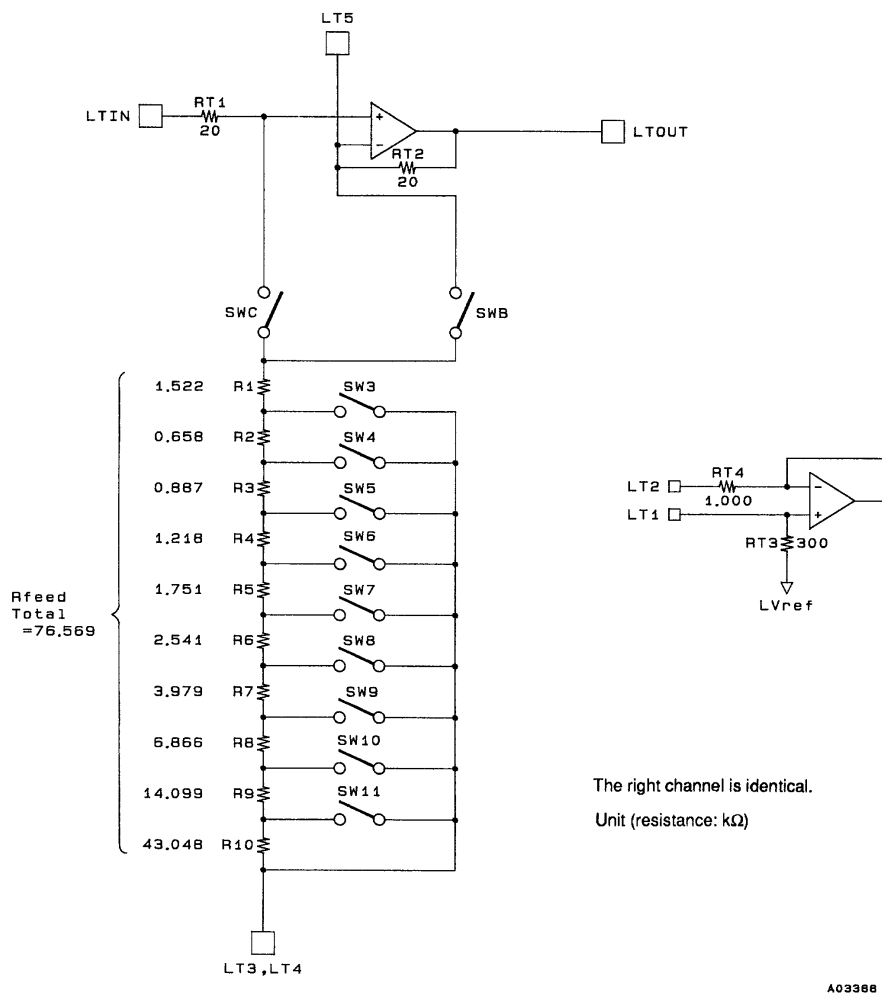 LT5
LTIN
RT1
20
RT2
20
LTOUT
SWC
SWB
1.522 R1 SW3
0.658 R2 SW4
0.887 R3 SW5
1.218 R4 SW6
1.751 R5 SW7
2.541 R6 SW8
3.979 R7 SW9
6.866 R8 SW10
14.099 R9 SW11
43.048 R10
Rfeed
Total
=76.569
LT3,LT4
LT2
RT4
1.000
LT1
RT3
300
LVref
The right channel is identical.
Unit (resistance: kΩ)
A03388